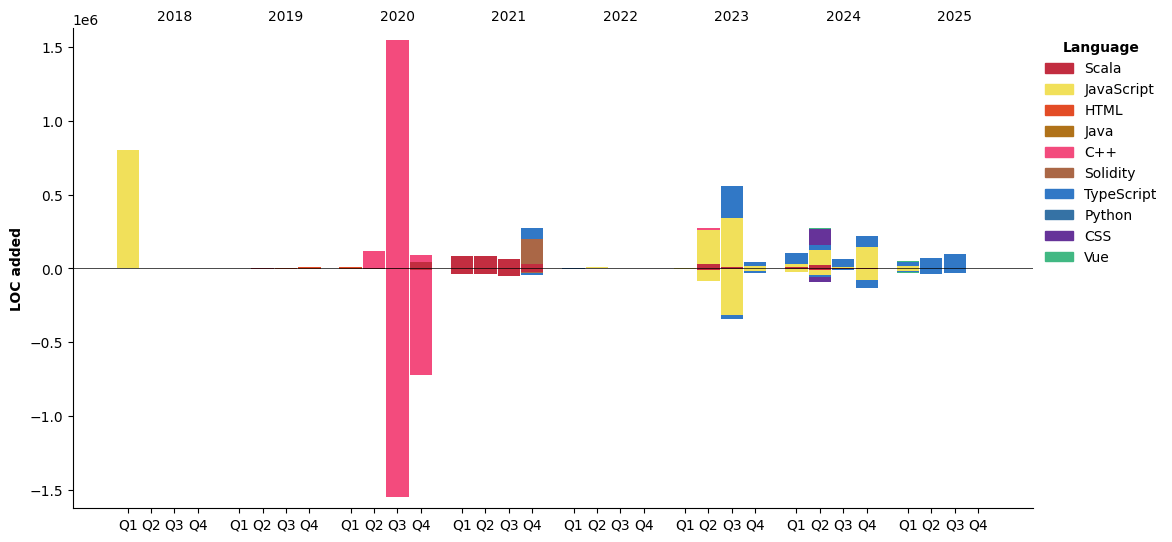 1e6
2018 2019 2020 2021 2022 2023 2024 2025
1.5
1.0
0.5
0.0
−0.5
−1.0
−1.5
LOC added
Q1 Q2 Q3 Q4 Q1 Q2 Q3 Q4 Q1 Q2 Q3 Q4 Q1 Q2 Q3 Q4 Q1 Q2 Q3 Q4 Q1 Q2 Q3 Q4 Q1 Q2 Q3 Q4 Q1 Q2 Q3 Q4
Language
Scala
JavaScript
HTML
Java
C++
Solidity
TypeScript
Python
CSS
Vue